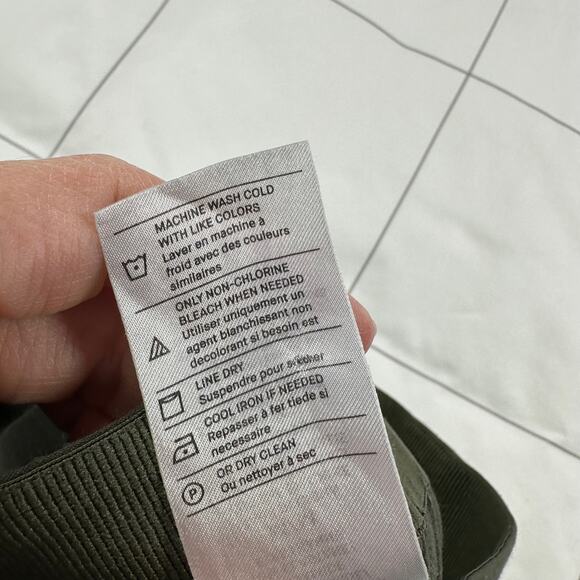 MACHINE WASH COLD
WITH LIKE COLORS
Laver en machine à
froid avec des couleurs
similaires
ONLY NON-CHLORINE
BLEACH WHEN NEEDED
Utiliser uniquement un
agent blanchissant non
decolorant si besoin est
LINE DRY
Suspendre pour sécher
COOL IRON IF NEEDED
Repasser à fer tiede si
necessaire
P
OR DRY CLEAN
Ou nettoyer à sec